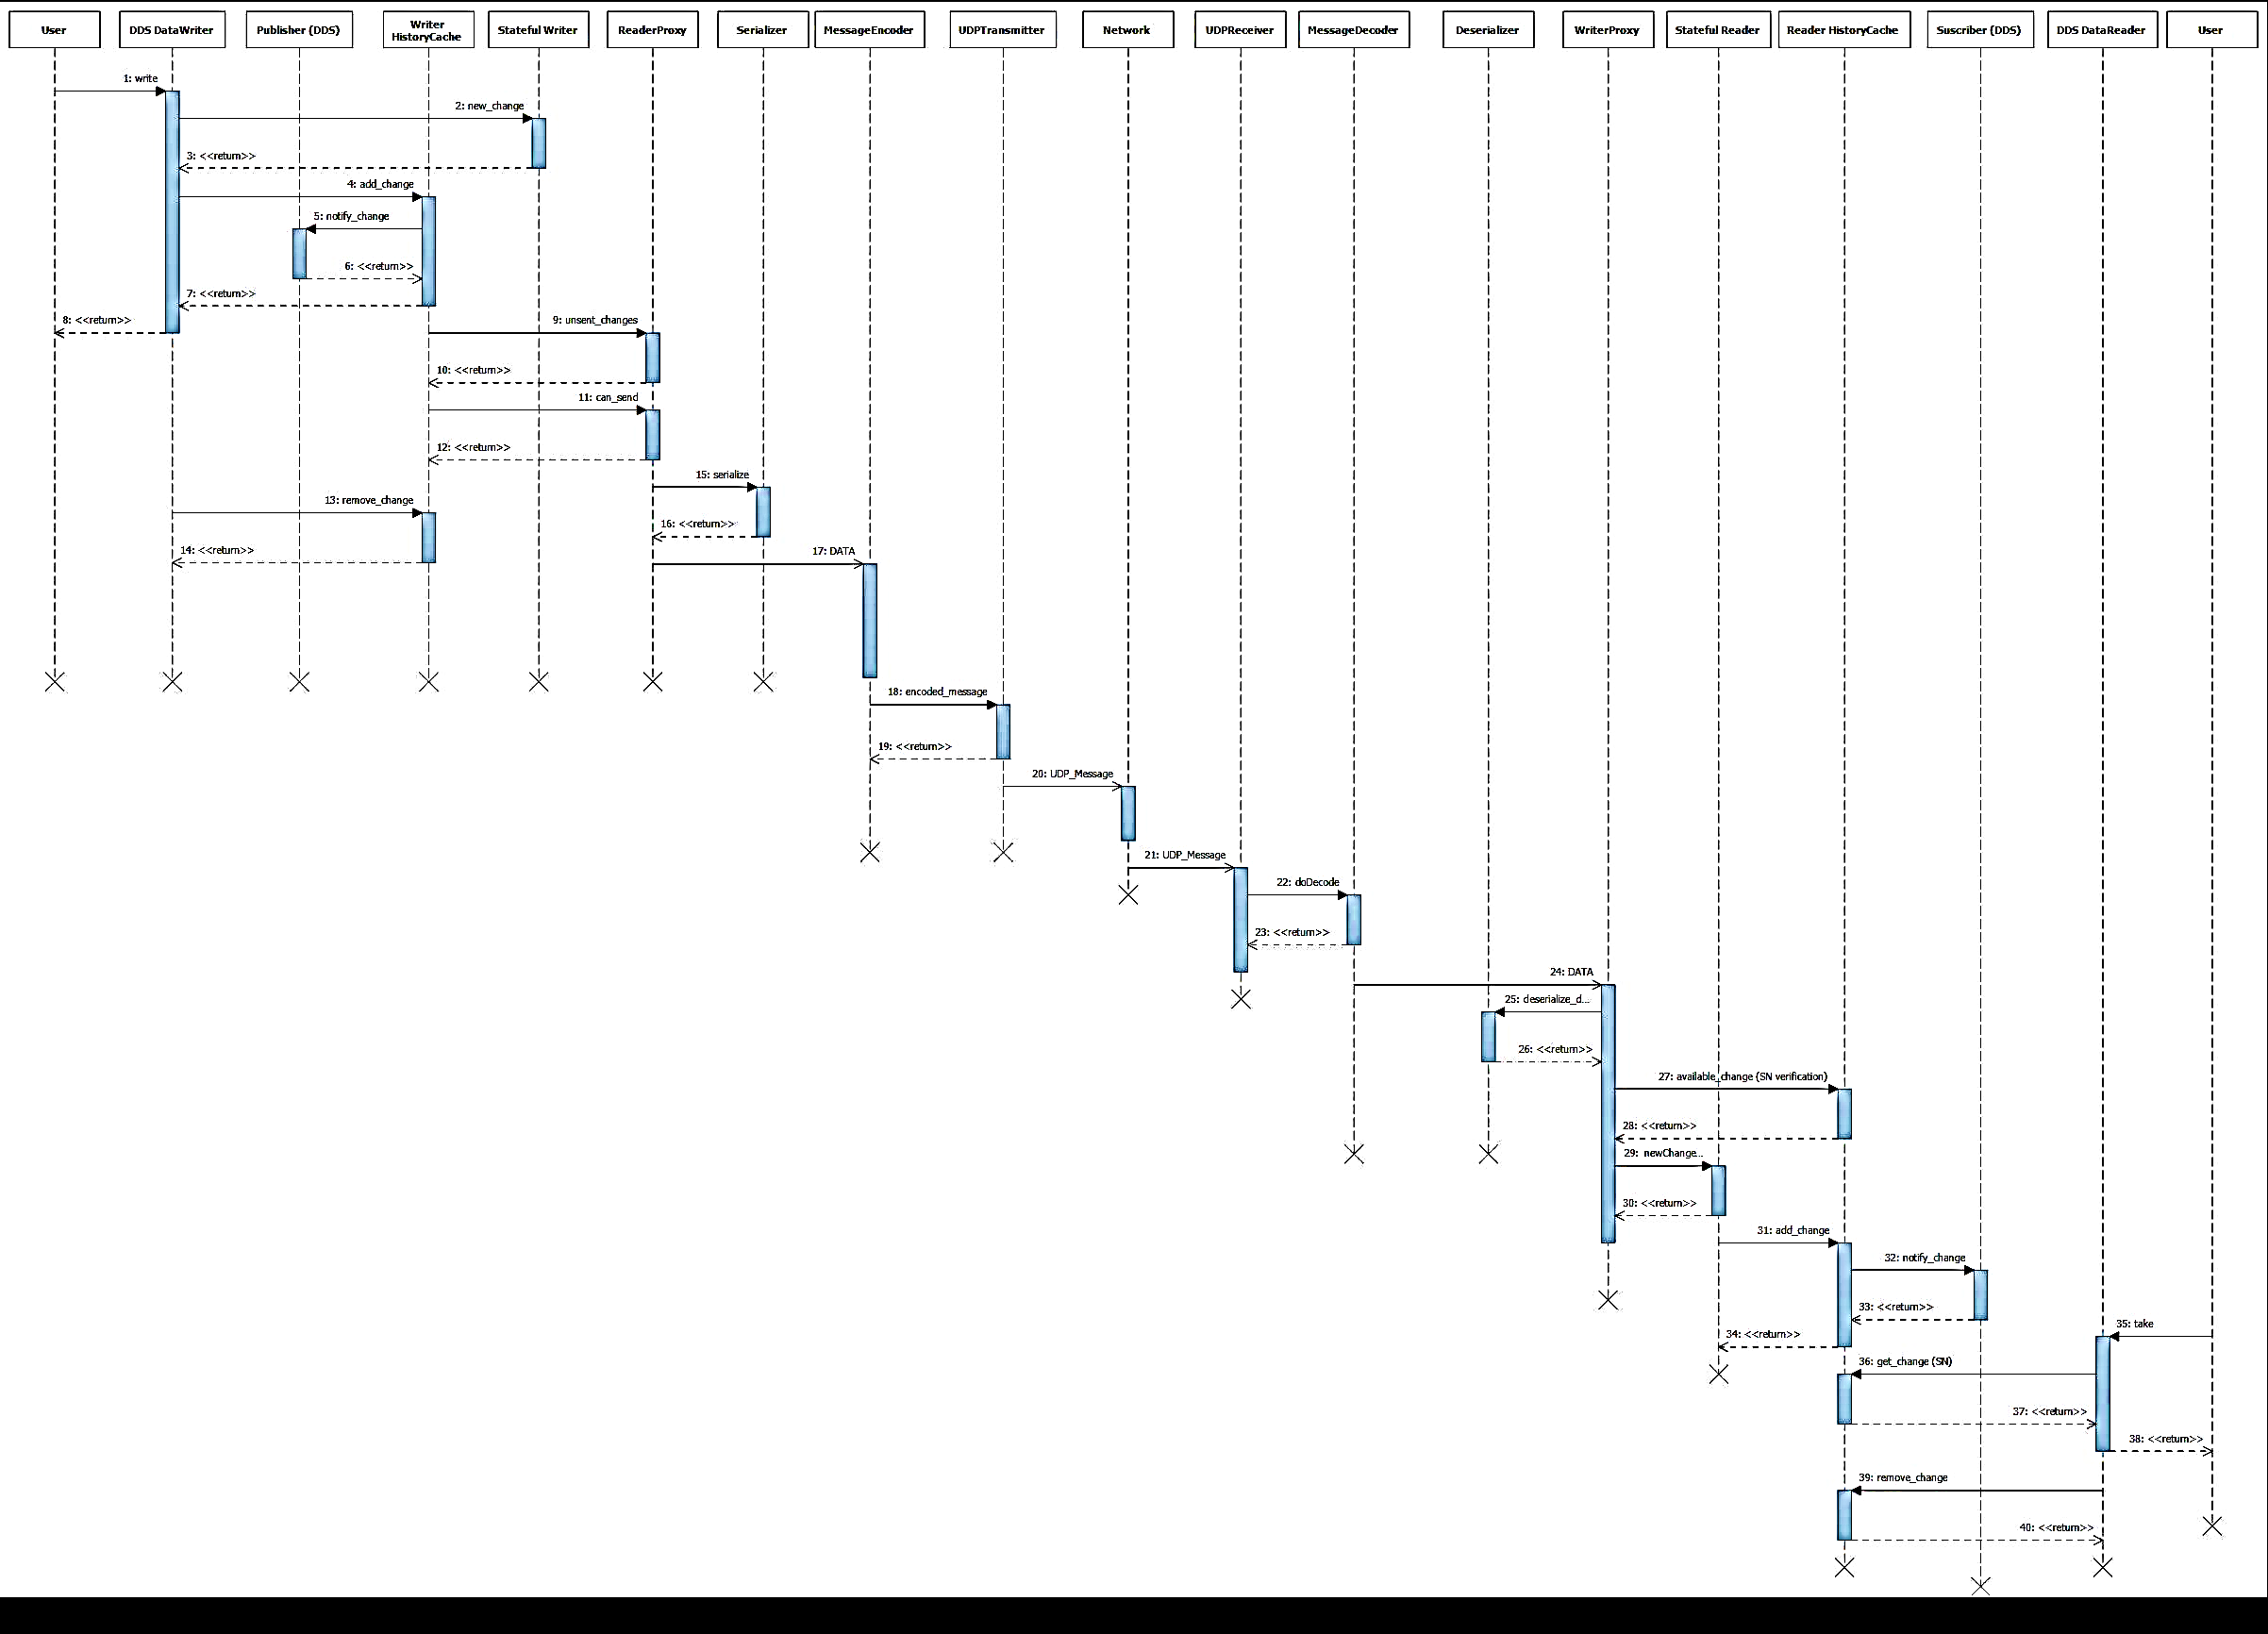 User
DDS DataWriter
Publisher (DDS)
Writer
HistoryCache
Stateful Writer
ReaderProxy
Serializer
MessageEncoder
UDPTransmitter
Network
UDPReceiver
MessageDecoder
Deserializer
WriterProxy
Stateful Reader
Reader HistoryCache
Suscriber (DDS)
DDS DataReader
User
1: write
2: new_change
3: <<return>>
4: add_change
5: notify_change
6: <<return>>
7: <<return>>
8: <<return>>
9: unsent_changes
10: <<return>>
11: can_send
12: <<return>>
15: serialize
13: remove_change
16: <<return>>
14: <<return>>
17: DATA
18: encoded_message
19: <<return>>
20: UDP_Message
21: UDP_Message
22: doDecode
23: <<return>>
24: DATA
25: deserialize_d...
26: <<return>>
27: available_change (SN verification)
28: <<return>>
29: newChange...
30: <<return>>
31: add_change
32: notify_change
33: <<return>>
35: take
34: <<return>>
36: get_change (SN)
37: <<return>>
38: <<return>>
39: remove_change
40: <<return>>